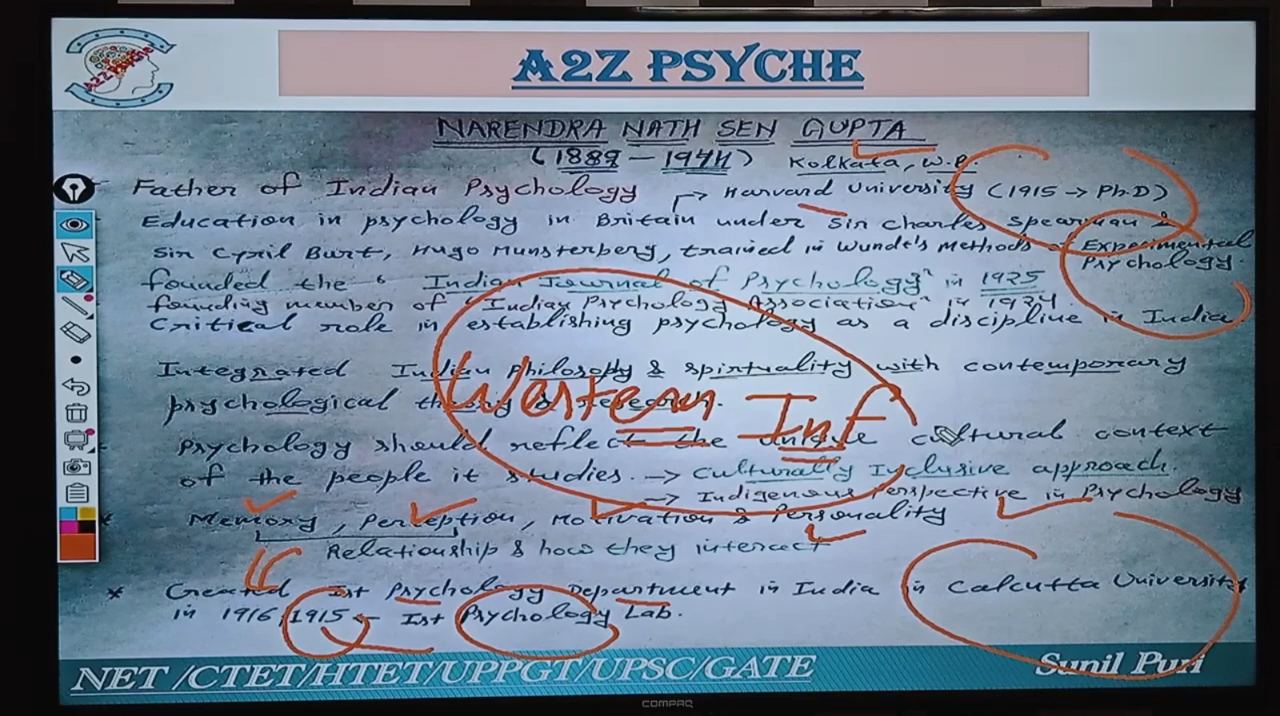 A2Z PSYCHE
A2Z PSYCHE
NARENDRA NATH SEN GUPTA
(1889 - 1944) Kolkata, W.B.
Father of Indian Psychology → Harvard University (1915 → Ph.D)
Education in psychology in Britain under Sir Charles Spearman &
Sir Cyril Burt, Hugo Munsterberg, trained in Wundt's Methods of Experimental Psychology.
founded the "Indian Journal of Psychology" in 1925
founding member of "Indian Psychology Association" in 1924.
Critical role in establishing psychology as a discipline in India
Integrated Indian Philosophy & spirtuality with contemporary
psychological theory & research.
Western Inf
Psychology should reflect the unique cultural context
of the people it studies. → Culturally Inclusive approach.
→ Indigenous Perspective in Psychology
* Memory, Perception, Motivation & Personality
Relationship & how they interact
* Created Ist Psychology Department in India in Calcutta University
in 1916, 1915 ← Ist Psychology Lab.
NET /CTET/HTET/UPPGT/UPSC/GATE
Sunil Puri
COMPAQ